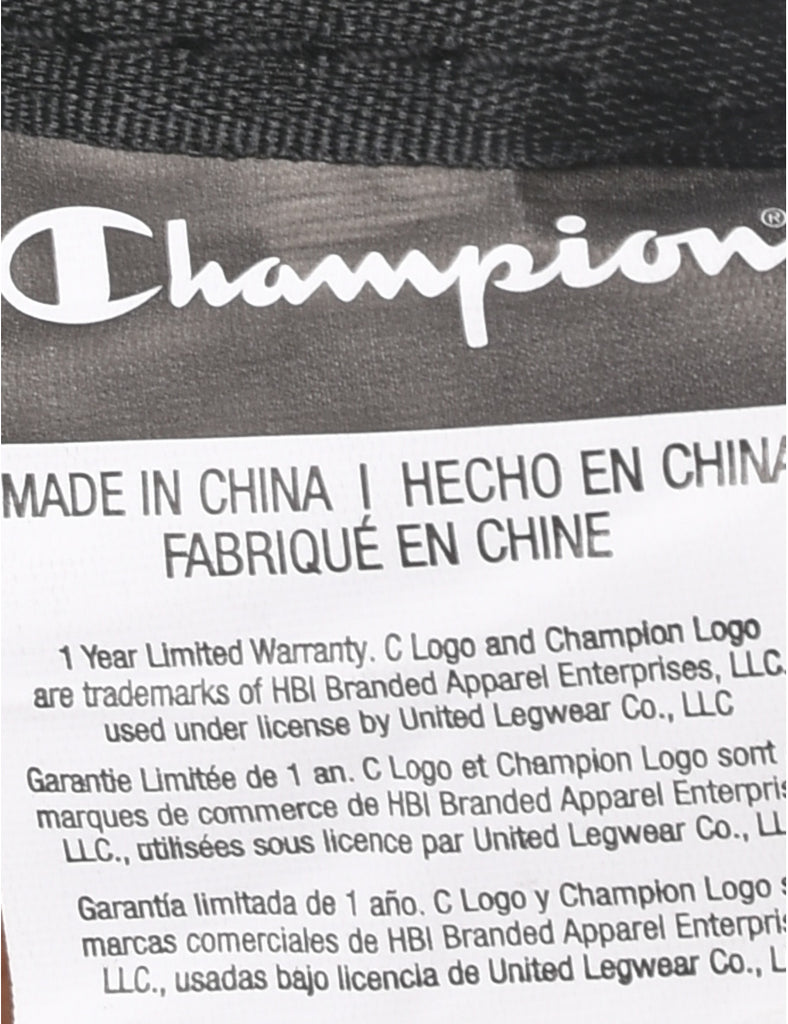 Champion®
MADE IN CHINA | HECHO EN CHINA
FABRIQUÉ EN CHINE
1 Year Limited Warranty. C Logo and Champion Logo
are trademarks of HBI Branded Apparel Enterprises, LLC.
used under license by United Legwear Co., LLC
Garantie Limitée de 1 an. C Logo et Champion Logo sont
marques de commerce de HBI Branded Apparel Enterpris
LLC., utilisées sous licence par United Legwear Co., LL
Garantía limitada de 1 año. C Logo y Champion Logo s
marcas comerciales de HBI Branded Apparel Enterpris
LLC., usadas bajo licencia de United Legwear Co., L